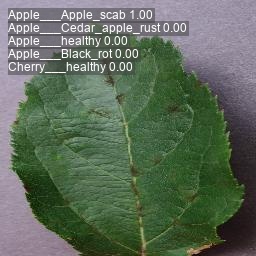 Apple___Apple_scab 1.00
Apple___Cedar_apple_rust 0.00
Apple___healthy 0.00
Apple___Black_rot 0.00
Cherry___healthy 0.00